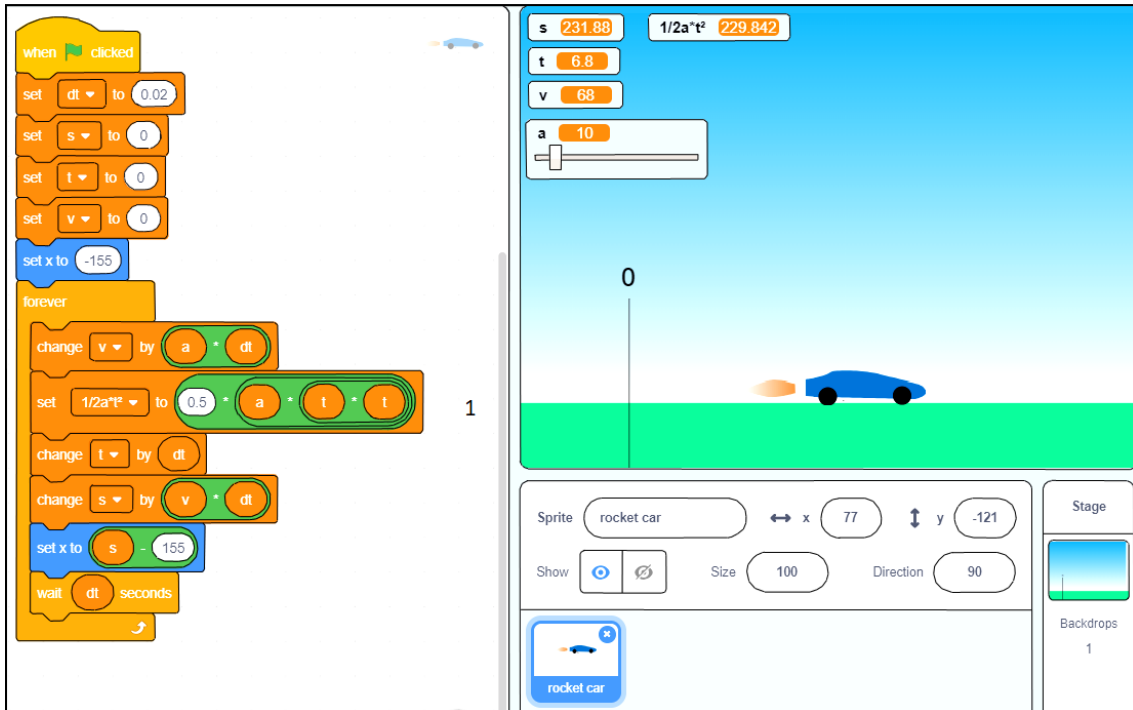 when clicked
set dt to 0.02
set s to 0
set t to 0
set v to 0
set x to -155
forever
change v by a * dt
set 1/2a*t² to 0.5 * a * t * t
change t by dt
change s by v * dt
set x to s - 155
wait dt seconds
1
s 231.88 1/2a*t² 229.842
t 6.8
v 68
a 10
0
Sprite rocket car x 77 y -121
Show Size 100 Direction 90
rocket car
Stage
Backdrops
1